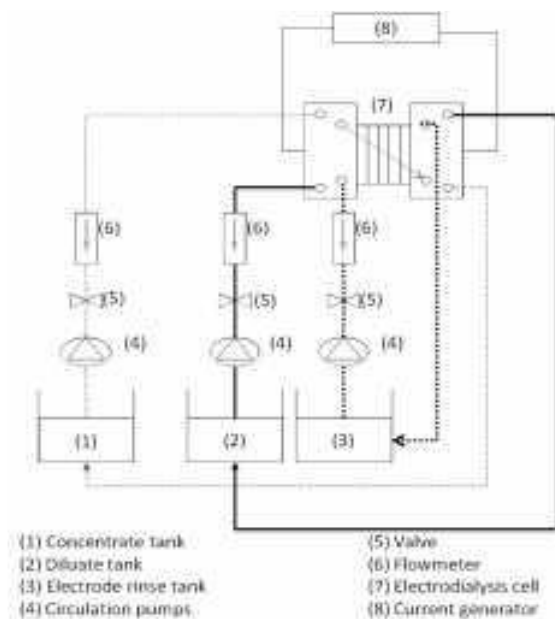 (8)
(7)
(6) (6) (6)
(5) (5) (5)
(4) (4) (4)
(1) (2) (3)
(1) Concentrate tank (5) Valve
(2) Diluate tank (6) Flowmeter
(3) Electrode rinse tank (7) Electrodialysis cell
(4) Circulation pumps (8) Current generator